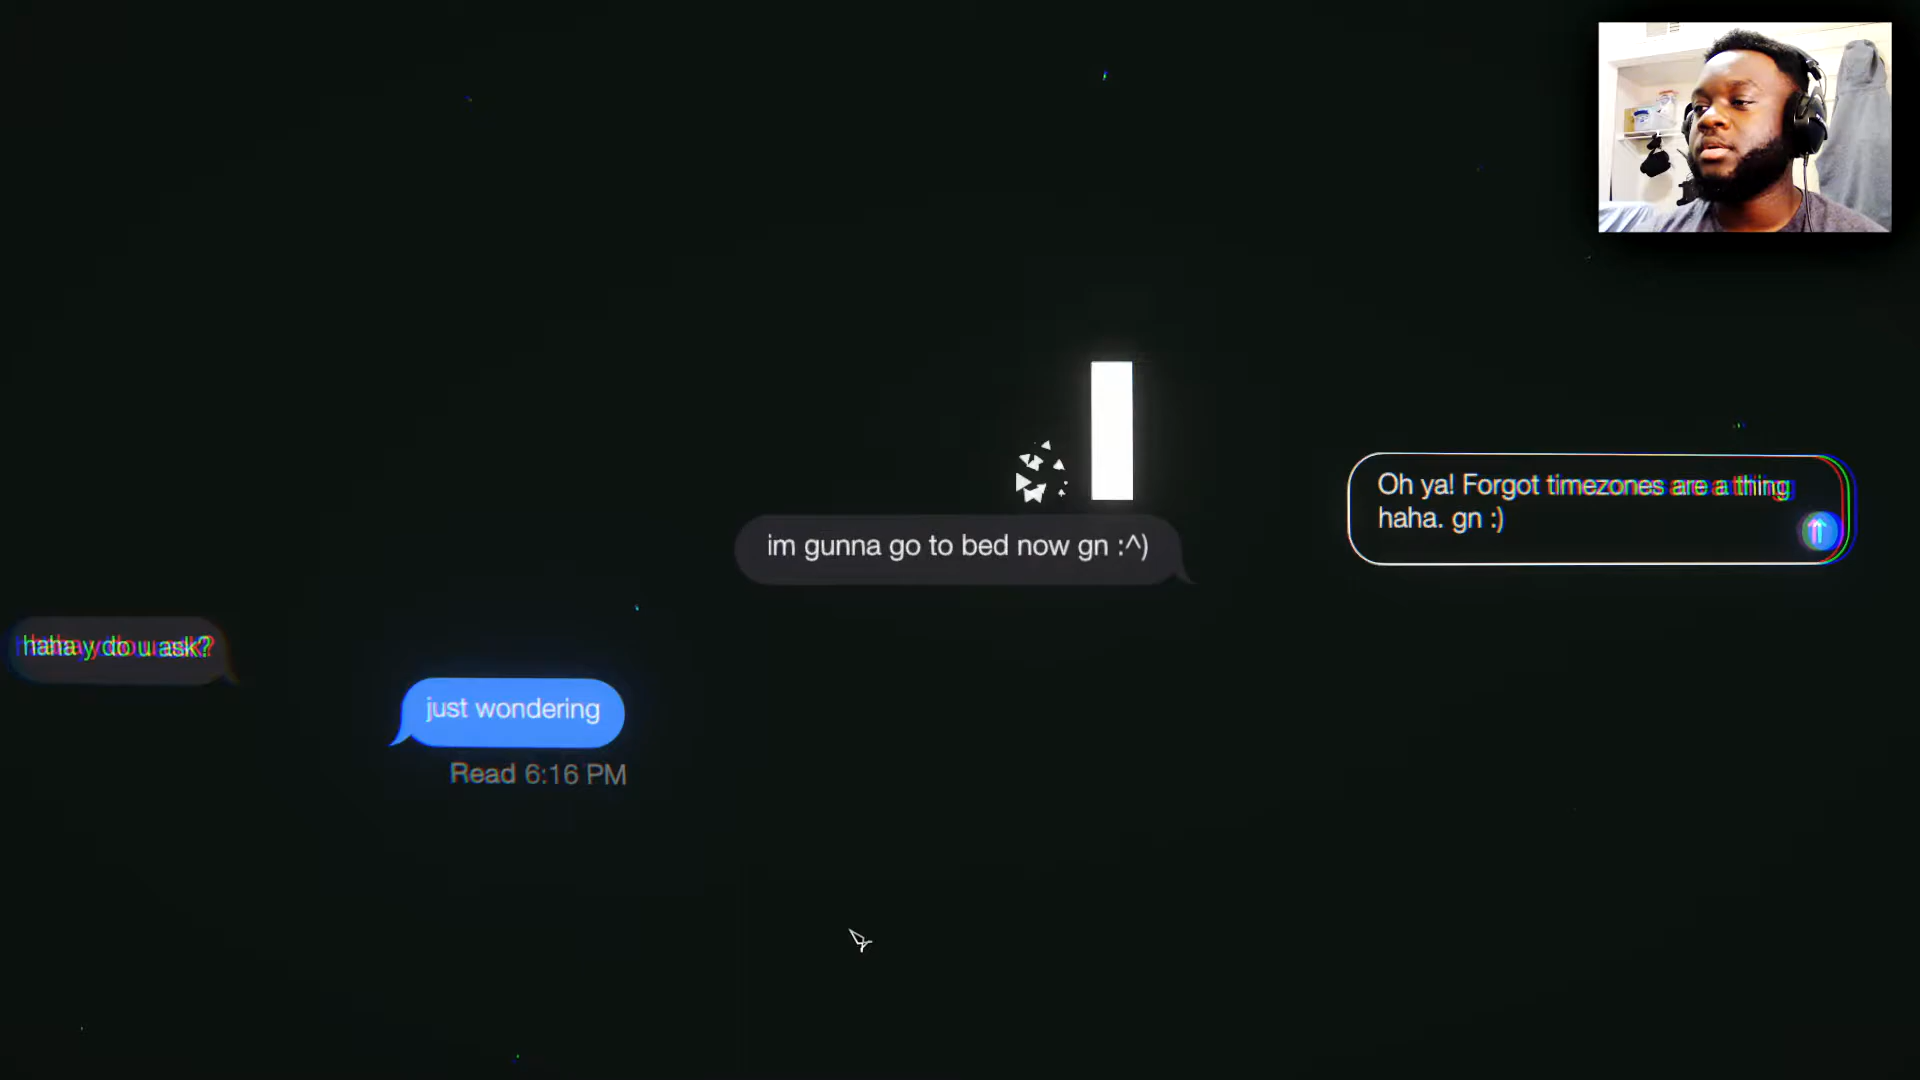 haha y do u ask?
just wondering
Read 6:16 PM
im gunna go to bed now gn :^)
Oh ya! Forgot timezones are a thing
haha. gn :)